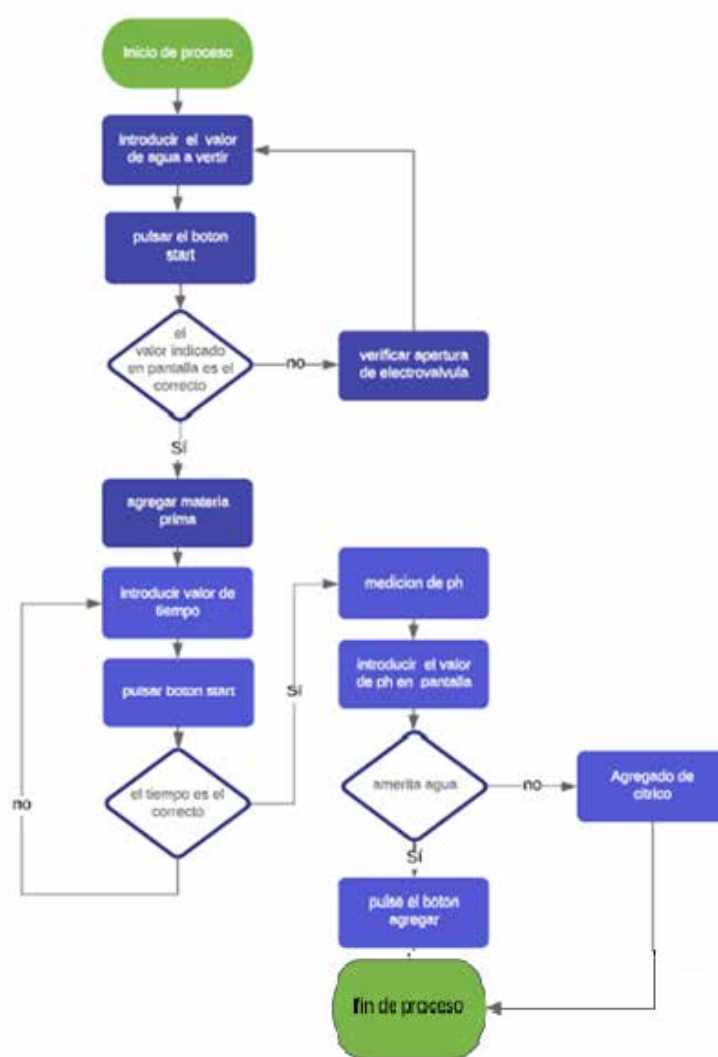 Inicio de proceso
introducir el valor
de agua a vertir
pulsar el boton
start
el
valor indicado
en pantalla es el
correcto
no
verificar apertura
de electrovalvula
Sí
agregar materia
prima
introducir valor de
tiempo
pulsar boton start
el tiempo es el
correcto
no
Sí
medicion de ph
introducir el valor
de ph en pantalla
amerita agua
no
Agregado de
citrico
Sí
pulse el boton
agregar
fin de proceso